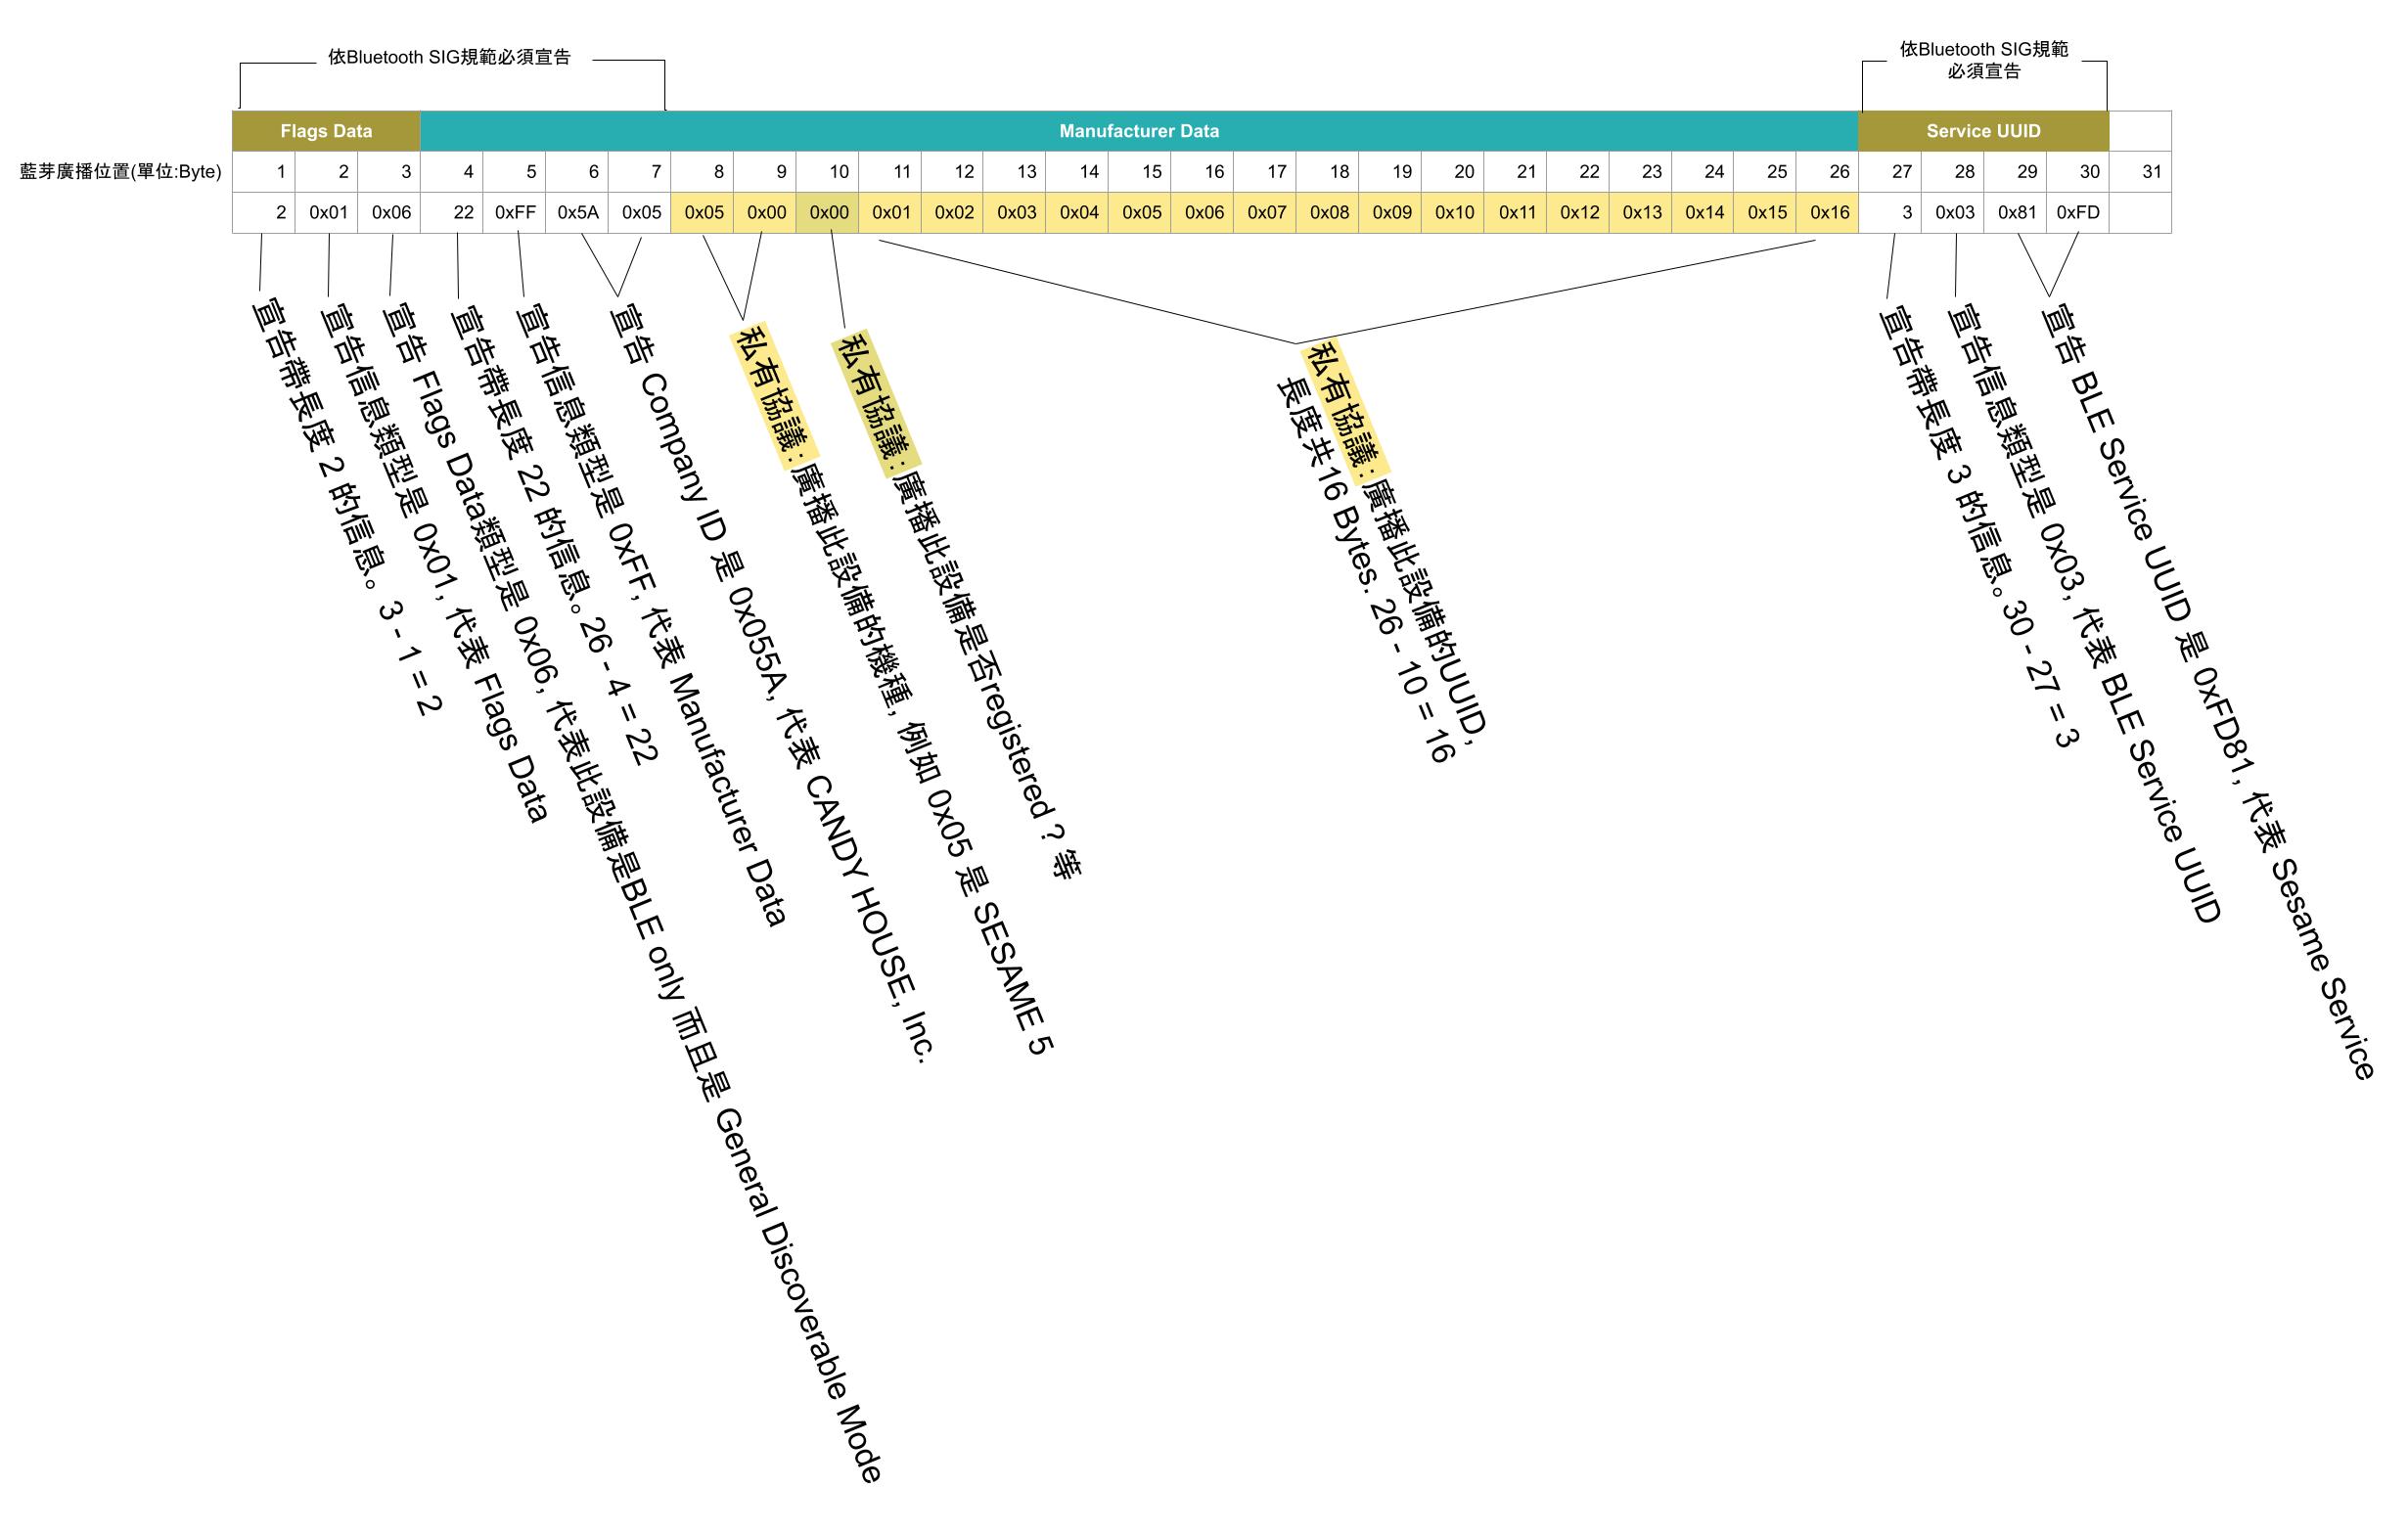 依Bluetooth SIG規範必須宣告
依Bluetooth SIG規範
必須宣告
Flags Data Manufacturer Data Service UUID
藍芽廣播位置(單位:Byte) 1 2 3 4 5 6 7 8 9 10 11 12 13 14 15 16 17 18 19 20 21 22 23 24 25 26 27 28 29 30 31
2 0x01 0x06 22 0xFF 0x5A 0x05 0x05 0x00 0x00 0x01 0x02 0x03 0x04 0x05 0x06 0x07 0x08 0x09 0x10 0x11 0x12 0x13 0x14 0x15 0x16 3 0x03 0x81 0xFD
宣告帶長度 2 的信息。3 - 1 = 2
宣告信息類型是 0x01, 代表 Flags Data
宣告 Flags Data類型是 0x06, 代表此設備是BLE only 而且是 General Discoverable Mode
宣告帶長度 22 的信息。26 - 4 = 22
宣告信息類型是 0xFF, 代表 Manufacturer Data
宣告 Company ID 是 0x055A, 代表 CANDY HOUSE, Inc.
私有協議：廣播此設備的機種, 例如 0x05 是 SESAME 5
私有協議：廣播此設備是否registered？等
私有協議：廣播此設備的UUID,
長度共16 Bytes. 26 - 10 = 16
宣告帶長度 3 的信息。30 - 27 = 3
宣告信息類型是 0x03, 代表 BLE Service UUID
宣告 BLE Service UUID 是 0xFD81, 代表 Sesame Service